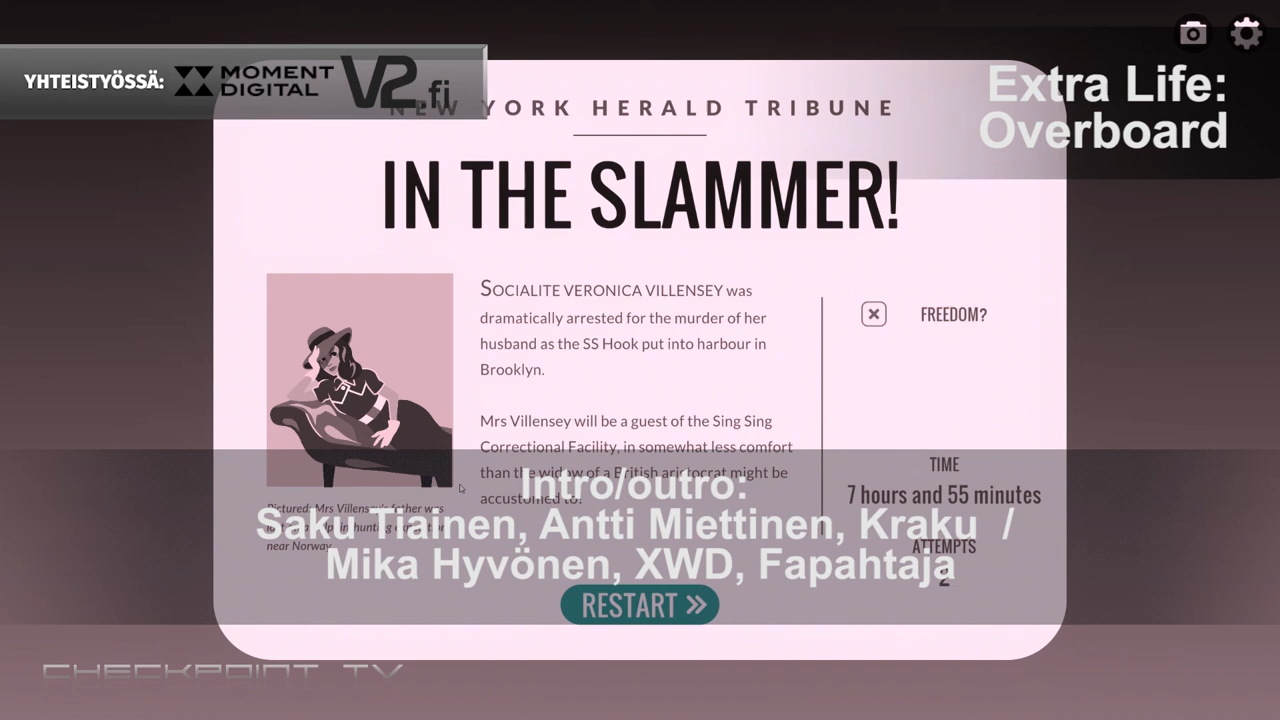 YHTEISTYÖSSÄ: MOMENT DIGITAL V2.fi
Extra Life:
Overboard
NEW YORK HERALD TRIBUNE
IN THE SLAMMER!
SOCIALITE VERONICA VILLENSEY was
dramatically arrested for the murder of her
husband as the SS Hook put into harbour in
Brooklyn.
Mrs Villensey will be a guest of the Sing Sing
Correctional Facility, in somewhat less comfort
than the widow of a British aristocrat might be
accustomed to.
Pictured: Mrs Villensey's father was
near Norway.
FREEDOM?
TIME
7 hours and 55 minutes
ATTEMPTS
2
Intro/outro:
Saku Tiainen, Antti Miettinen, Kraku /
Mika Hyvönen, XWD, Fapahtaja
RESTART
CHECKPOINT TV